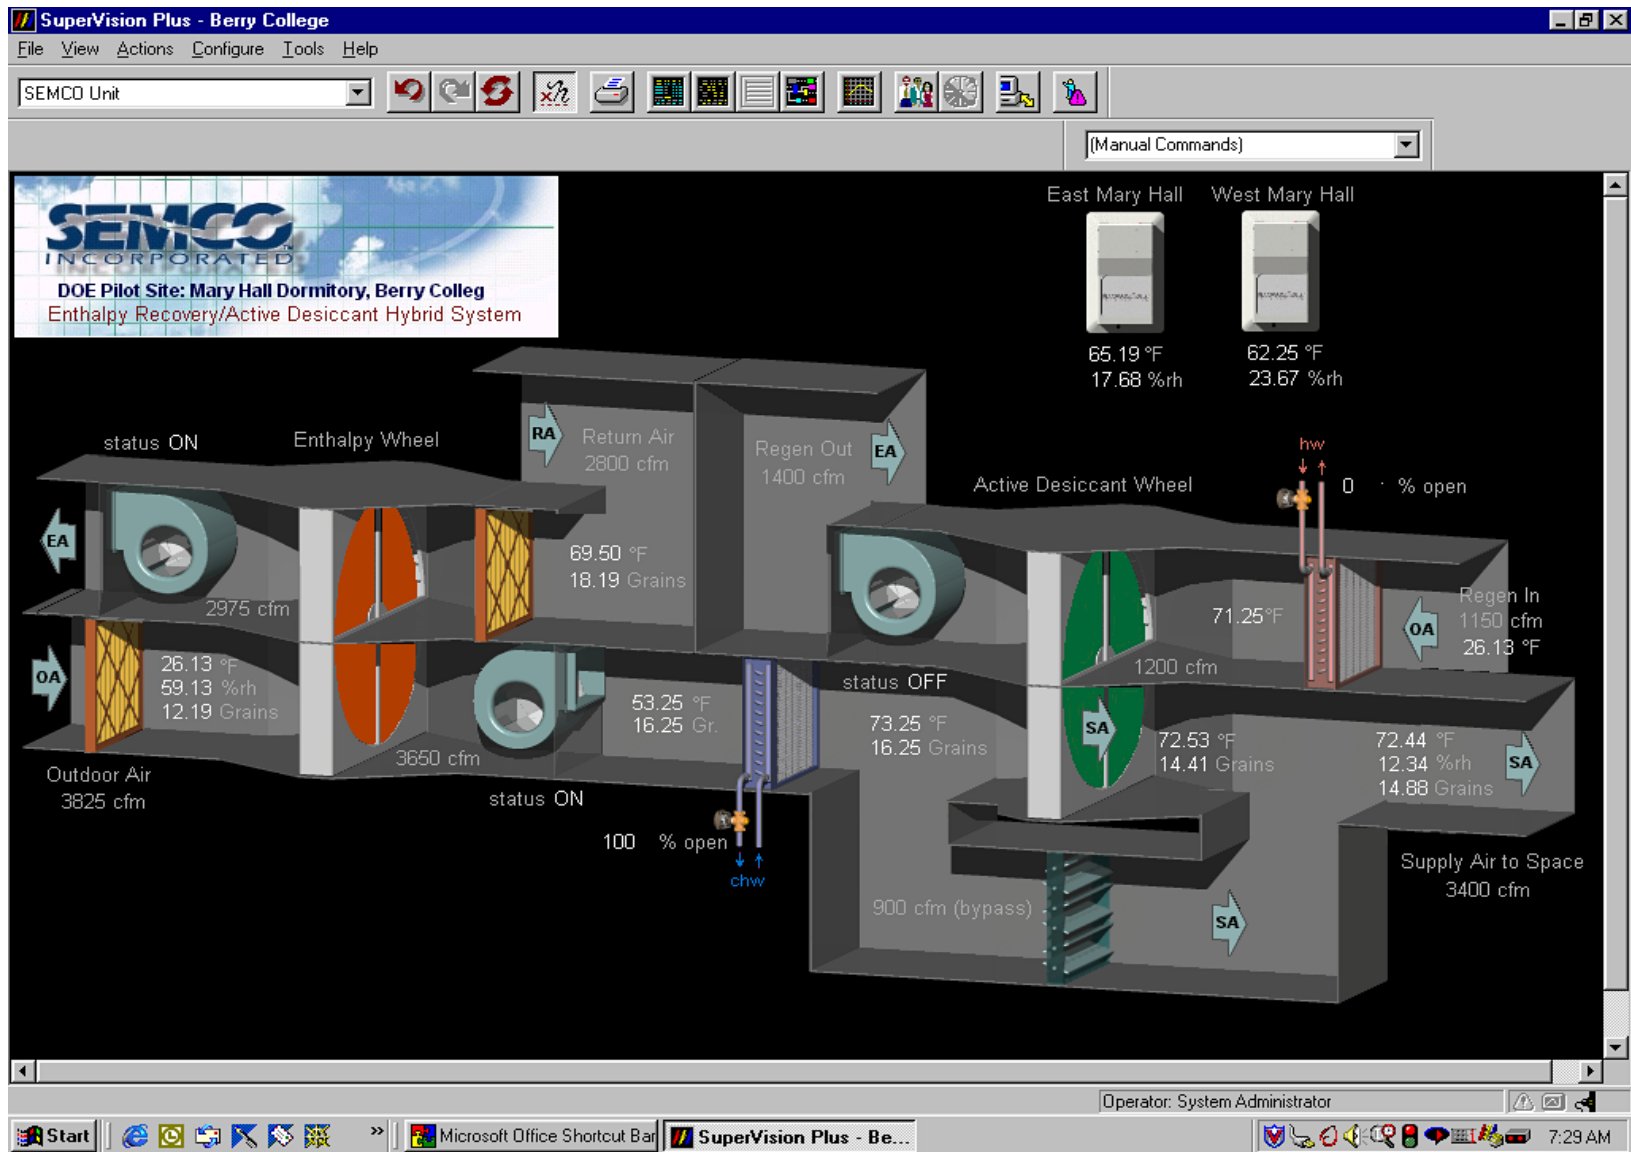 SuperVision Plus - Berry College
File View Actions Configure Tools Help
SEMCO Unit
(Manual Commands)
SEMCO
INCORPORATED
DOE Pilot Site: Mary Hall Dormitory, Berry Colleg
Enthalpy Recovery/Active Desiccant Hybrid System
East Mary Hall
West Mary Hall
65.19 °F
17.68 %rh
62.25 °F
23.67 %rh
status ON
Enthalpy Wheel
RA
Return Air
2800 cfm
Regen Out
1400 cfm
EA
Active Desiccant Wheel
hw
0 % open
EA
2975 cfm
69.50 °F
18.19 Grains
71.25°F
Regen In
1150 cfm
26.13 °F
OA
1200 cfm
OA
26.13 °F
59.13 %rh
12.19 Grains
Outdoor Air
3825 cfm
3650 cfm
status ON
53.25 °F
16.25 Gr.
100 % open
chw
status OFF
73.25 °F
16.25 Grains
SA
72.53 °F
14.41 Grains
72.44 °F
12.34 %rh
14.88 Grains
SA
Supply Air to Space
3400 cfm
900 cfm (bypass)
SA
Operator: System Administrator
Start
Microsoft Office Shortcut Bar
SuperVision Plus - Be...
7:29 AM